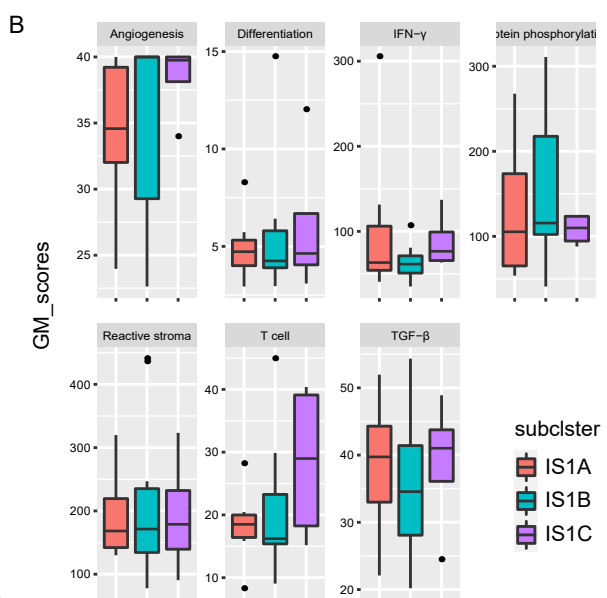 B
Angiogenesis
Differentiation
IFN−γ
otein phosphorylati
40
35
30
25
15
10
5
300
200
100
300
200
100
GM_scores
Reactive stroma
T cell
TGF−β
400
300
200
100
40
30
20
10
50
40
30
20
subclster
IS1A
IS1B
IS1C